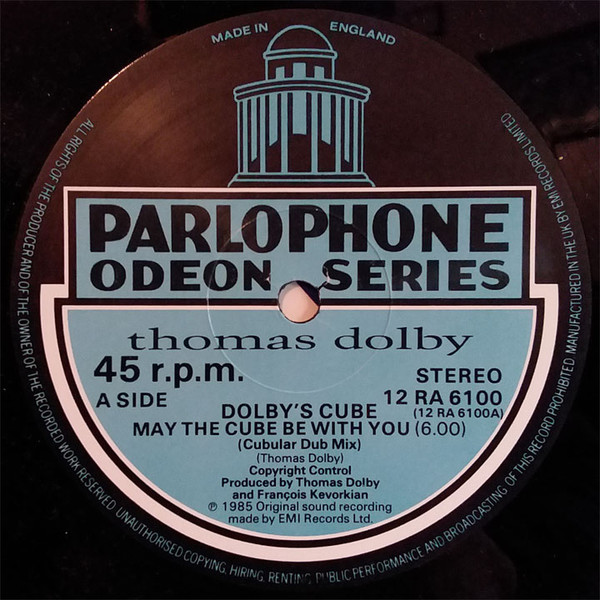 MADE IN ENGLAND
PARLOPHONE
ODEON SERIES
thomas dolby
45 r.p.m.
STEREO
A SIDE
12 RA 6100
(12 RA 6100A)
DOLBY'S CUBE
MAY THE CUBE BE WITH YOU (6.00)
(Cubular Dub Mix)
(Thomas Dolby)
Copyright Control
Produced by Thomas Dolby
and François Kevorkian
℗ 1985 Original sound recording
made by EMI Records Ltd.
ALL RIGHTS OF THE PRODUCER AND OF THE OWNER OF THE RECORDED WORK RESERVED. UNAUTHORISED COPYING, HIRING, RENTING, PUBLIC PERFORMANCE AND BROADCASTING OF THIS RECORD PROHIBITED. MANUFACTURED IN THE UK BY EMI RECORDS LIMITED